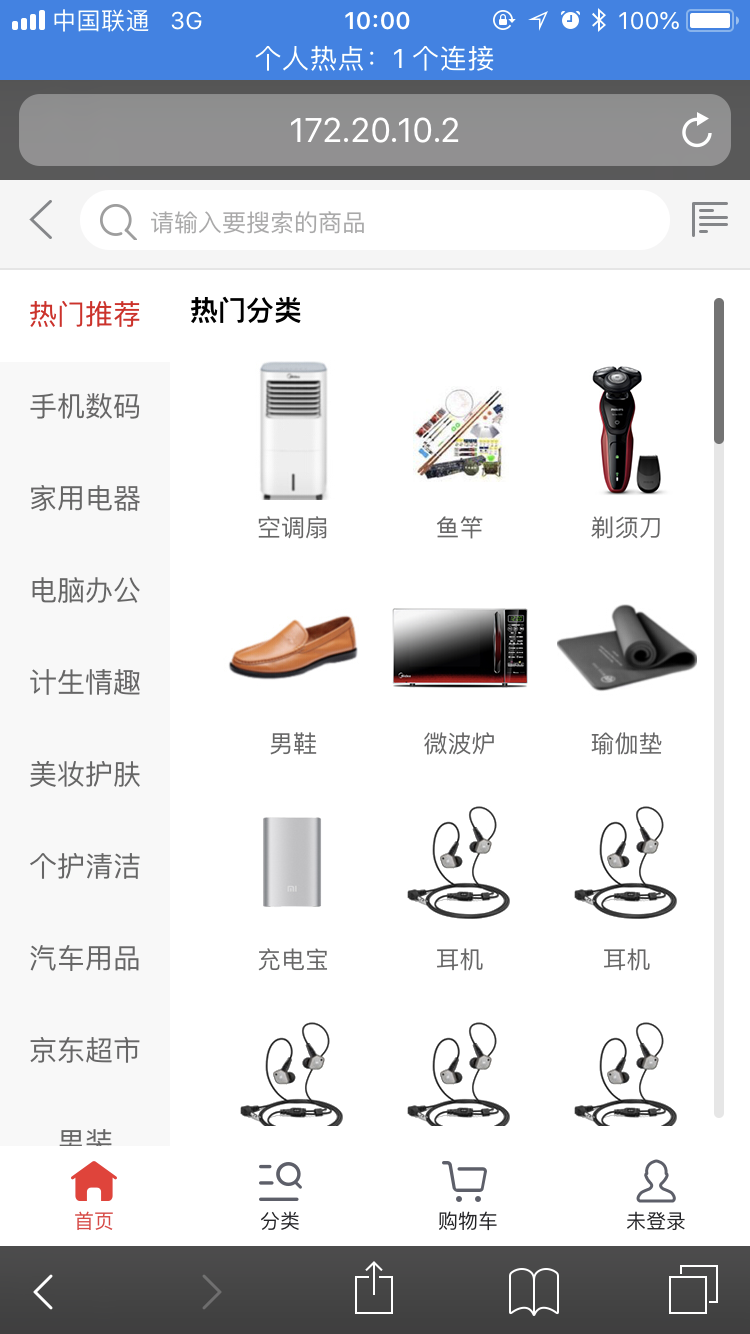 中国联通 3G 10:00 100%
个人热点：1 个连接
172.20.10.2
请输入要搜索的商品
热门推荐
手机数码
家用电器
电脑办公
计生情趣
美妆护肤
个护清洁
汽车用品
京东超市
男装
热门分类
空调扇 鱼竿 剃须刀
男鞋 微波炉 瑜伽垫
充电宝 耳机 耳机
首页 分类 购物车 未登录